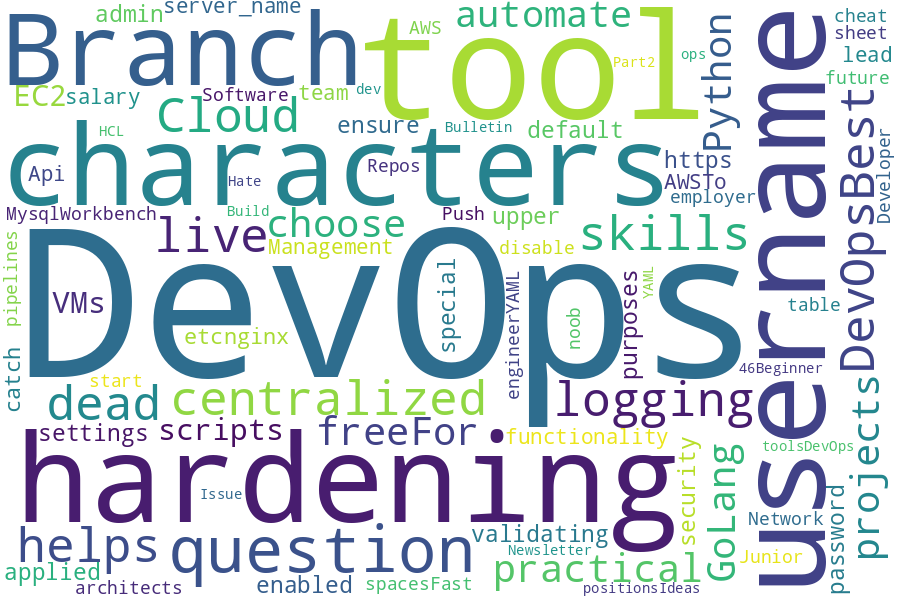 admin
server_name
Branch
tool
AWS
automate
Part2
ops
Python
username
cheat
sheet
lead
future
EC2
salary
Software
team
dev
Cloud
HCL
ensure
Bulletin
default
DevOpsBest
Developer
characters
Api
Hate
Repos
https
AWSTo
employer
MysqlWorkbench
Build
choose
Push
upper
live
Management
disable
skills
pipelines
DevOps
VMs
special
engineerYAML
noob
purposes
YAML
table
etcnginx
catch
start
46Beginner
dead
centralized
logging
projects
settings
scripts
freeFor
functionality
toolsDevOps
hardening
Issue
security
GoLang
password
helps
question
validating
Network
Newsletter
Junior
applied
architects
enabled
spacesFast
practical
positionsIdeas